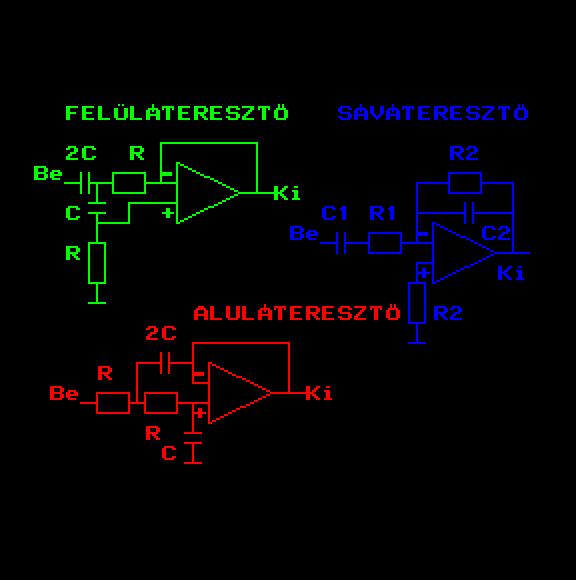 FELÜLÁTERESZTŐ
2C R
Be
- Ki
C
+
R
SÁVÁTERESZTŐ
R2
C1 R1
Be - C2
+ Ki
R2
ALULÁTERESZTŐ
2C
R -
Be Ki
+
R
C